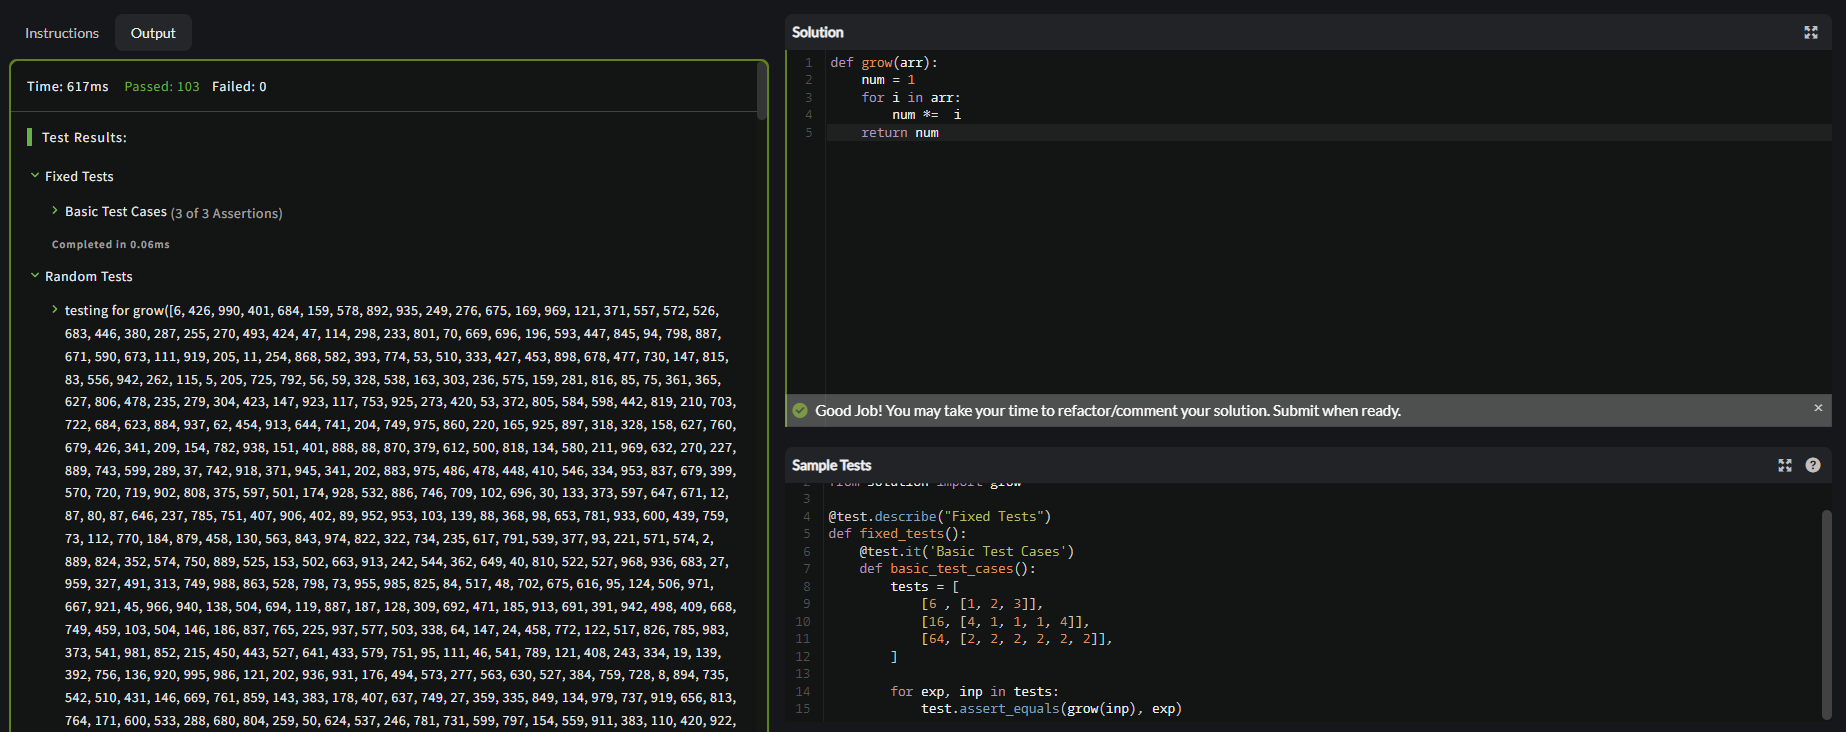 Instructions
Output
Time: 617ms Passed: 103 Failed: 0
Test Results:
Fixed Tests
Basic Test Cases (3 of 3 Assertions)
Completed in 0.06ms
Random Tests
testing for grow([6, 426, 990, 401, 684, 159, 578, 892, 935, 249, 276, 675, 169, 969, 121, 371, 557, 572, 526,
683, 446, 380, 287, 255, 270, 493, 424, 47, 114, 298, 233, 801, 70, 669, 696, 196, 593, 447, 845, 94, 798, 887,
671, 590, 673, 111, 919, 205, 11, 254, 868, 582, 393, 774, 53, 510, 333, 427, 453, 898, 678, 477, 730, 147, 815,
83, 556, 942, 262, 115, 5, 205, 725, 792, 56, 59, 328, 538, 163, 303, 236, 575, 159, 281, 816, 85, 75, 361, 365,
627, 806, 478, 235, 279, 304, 423, 147, 923, 117, 753, 925, 273, 420, 53, 372, 805, 584, 598, 442, 819, 210, 703,
722, 684, 623, 884, 937, 62, 454, 913, 644, 741, 204, 749, 975, 860, 220, 165, 925, 897, 318, 328, 158, 627, 760,
679, 426, 341, 209, 154, 782, 938, 151, 401, 888, 88, 870, 379, 612, 500, 818, 134, 580, 211, 969, 632, 270, 227,
889, 743, 599, 289, 37, 742, 918, 371, 945, 341, 202, 883, 975, 486, 478, 448, 410, 546, 334, 953, 837, 679, 399,
570, 720, 719, 902, 808, 375, 597, 501, 174, 928, 532, 886, 746, 709, 102, 696, 30, 133, 373, 597, 647, 671, 12,
87, 80, 87, 646, 237, 785, 751, 407, 906, 402, 89, 952, 953, 103, 139, 88, 368, 98, 653, 781, 933, 600, 439, 759,
73, 112, 770, 184, 879, 458, 130, 563, 843, 974, 822, 322, 734, 235, 617, 791, 539, 377, 93, 221, 571, 574, 2,
889, 824, 352, 574, 750, 889, 525, 153, 502, 663, 913, 242, 544, 362, 649, 40, 810, 522, 527, 968, 936, 683, 27,
959, 327, 491, 313, 749, 988, 863, 528, 798, 73, 955, 985, 825, 84, 517, 48, 702, 675, 616, 95, 124, 506, 971,
667, 921, 45, 966, 940, 138, 504, 694, 119, 887, 187, 128, 309, 692, 471, 185, 913, 691, 391, 942, 498, 409, 668,
749, 459, 103, 504, 146, 186, 837, 765, 225, 937, 577, 503, 338, 64, 147, 24, 458, 772, 122, 517, 826, 785, 983,
373, 541, 981, 852, 215, 450, 443, 527, 641, 433, 579, 751, 95, 111, 46, 541, 789, 121, 408, 243, 334, 19, 139,
392, 756, 136, 920, 995, 986, 121, 202, 936, 931, 176, 494, 573, 277, 563, 630, 527, 384, 759, 728, 8, 894, 735,
542, 510, 431, 146, 669, 761, 859, 143, 383, 178, 407, 637, 749, 27, 359, 335, 849, 134, 979, 737, 919, 656, 813,
764, 171, 600, 533, 288, 680, 804, 259, 50, 624, 537, 246, 781, 731, 599, 797, 154, 559, 911, 383, 110, 420, 922,
Solution
1 def grow(arr):
2 num = 1
3 for i in arr:
4 num *= i
5 return num
Good Job! You may take your time to refactor/comment your solution. Submit when ready.
Sample Tests
2 from solution import grow
3
4 @test.describe("Fixed Tests")
5 def fixed_tests():
6 @test.it('Basic Test Cases')
7 def basic_test_cases():
8 tests = [
9 [6 , [1, 2, 3]],
10 [16, [4, 1, 1, 1, 4]],
11 [64, [2, 2, 2, 2, 2, 2]],
12 ]
13
14 for exp, inp in tests:
15 test.assert_equals(grow(inp), exp)